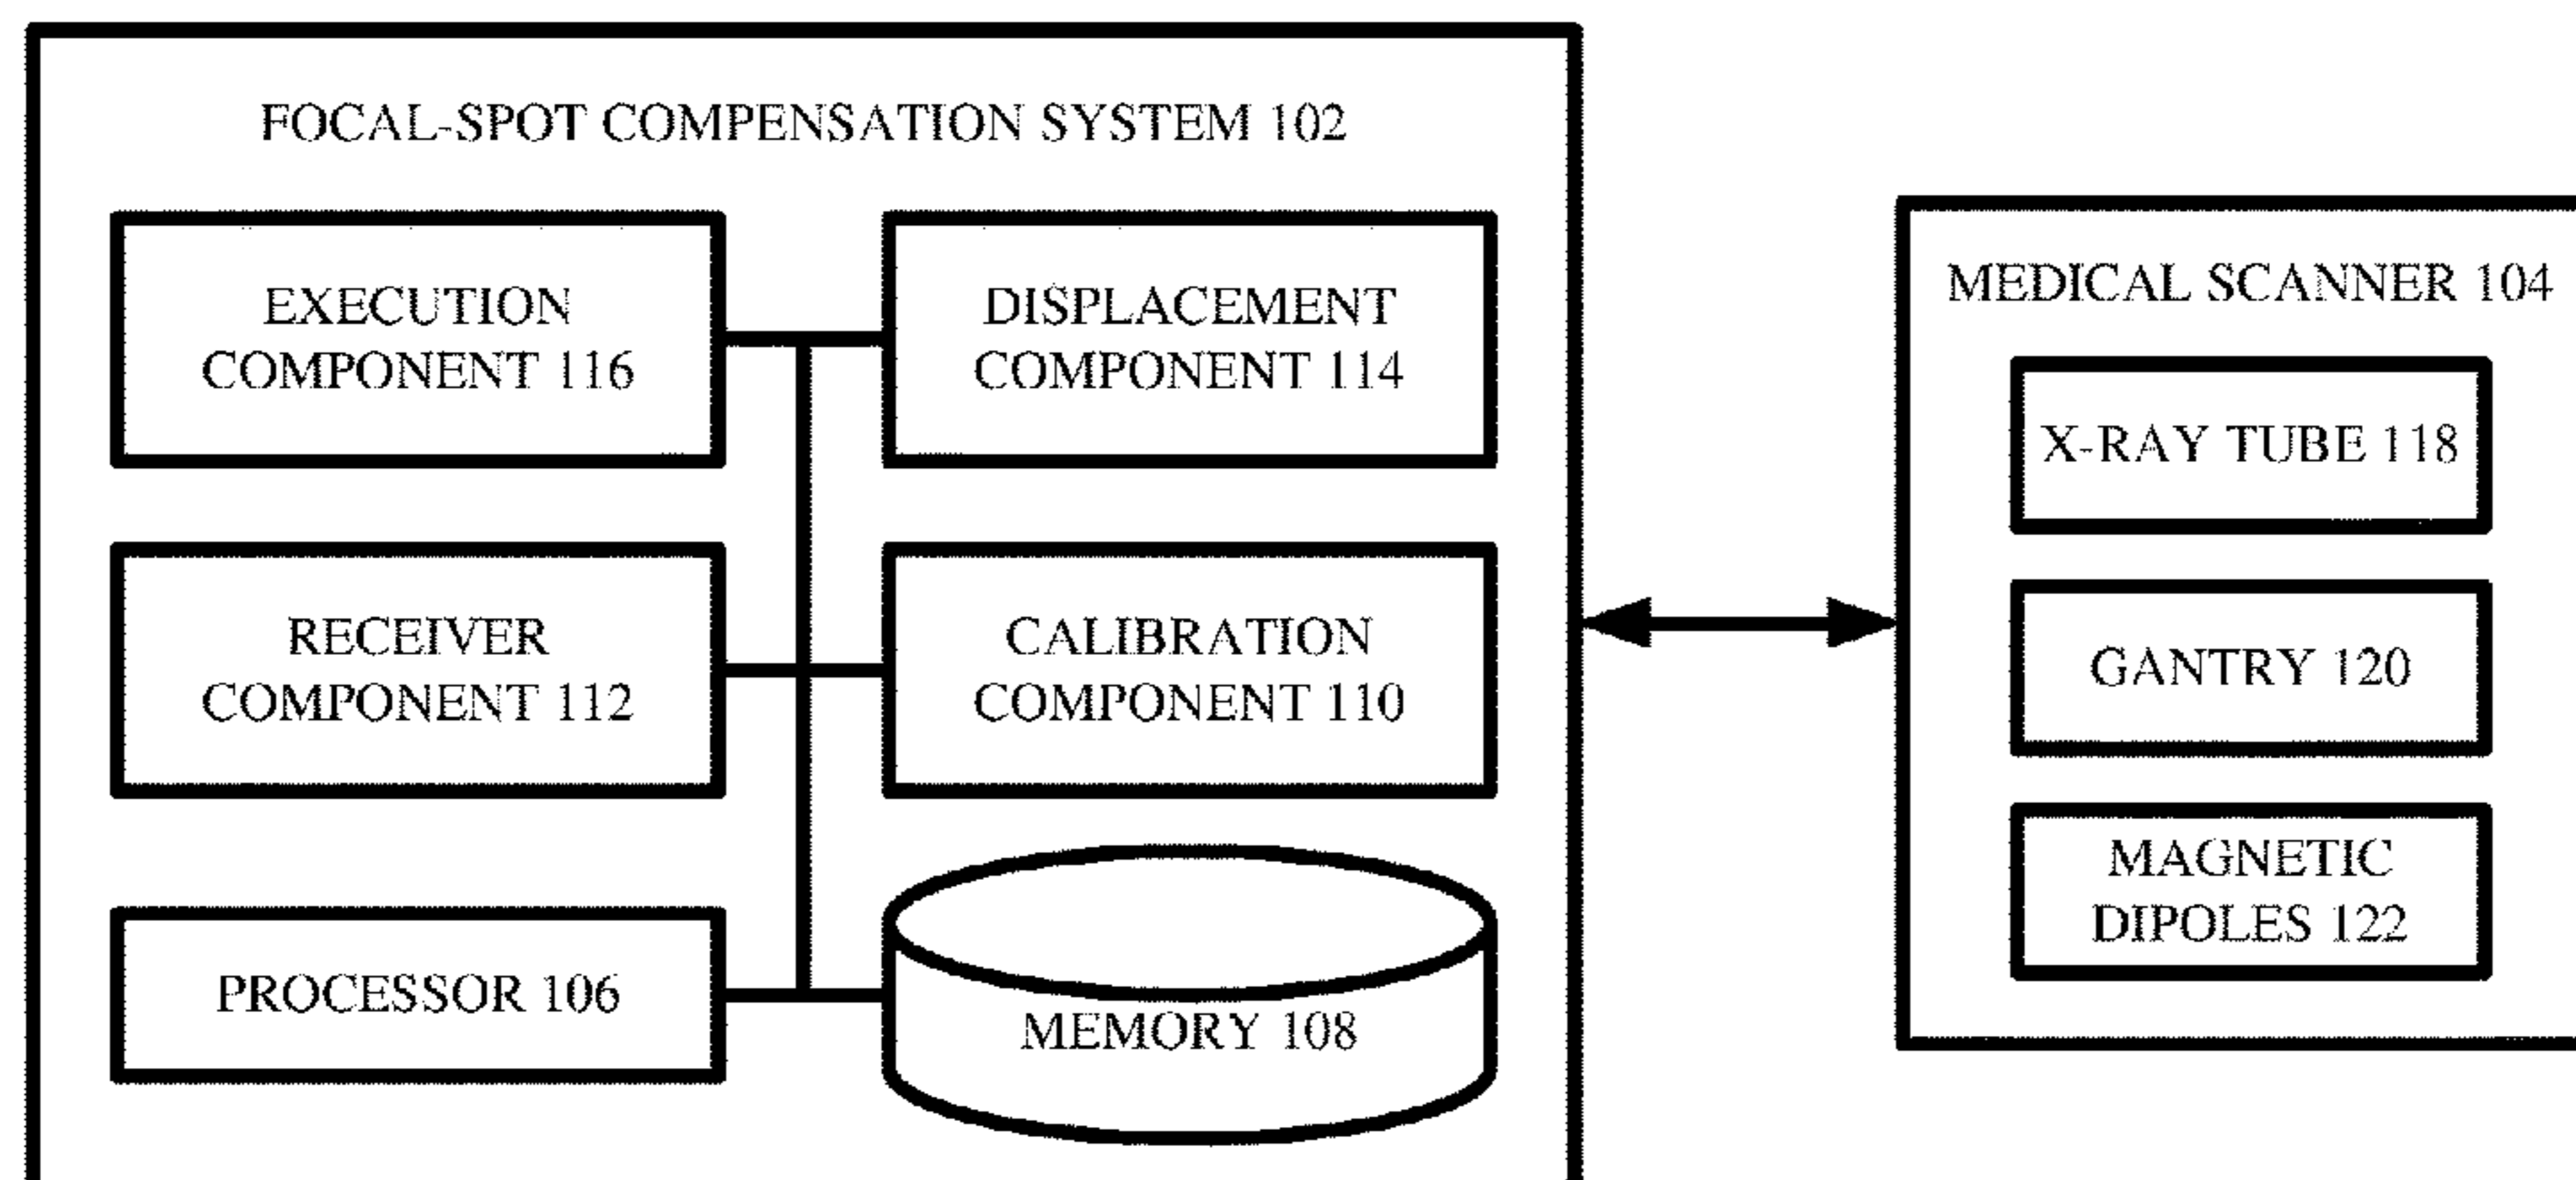 FOCAL-SPOT COMPENSATION SYSTEM 102
EXECUTION
COMPONENT 116
DISPLACEMENT
COMPONENT 114
RECEIVER
COMPONENT 112
CALIBRATION
COMPONENT 110
PROCESSOR 106
MEMORY 108
MEDICAL SCANNER 104
X-RAY TUBE 118
GANTRY 120
MAGNETIC
DIPOLES 122